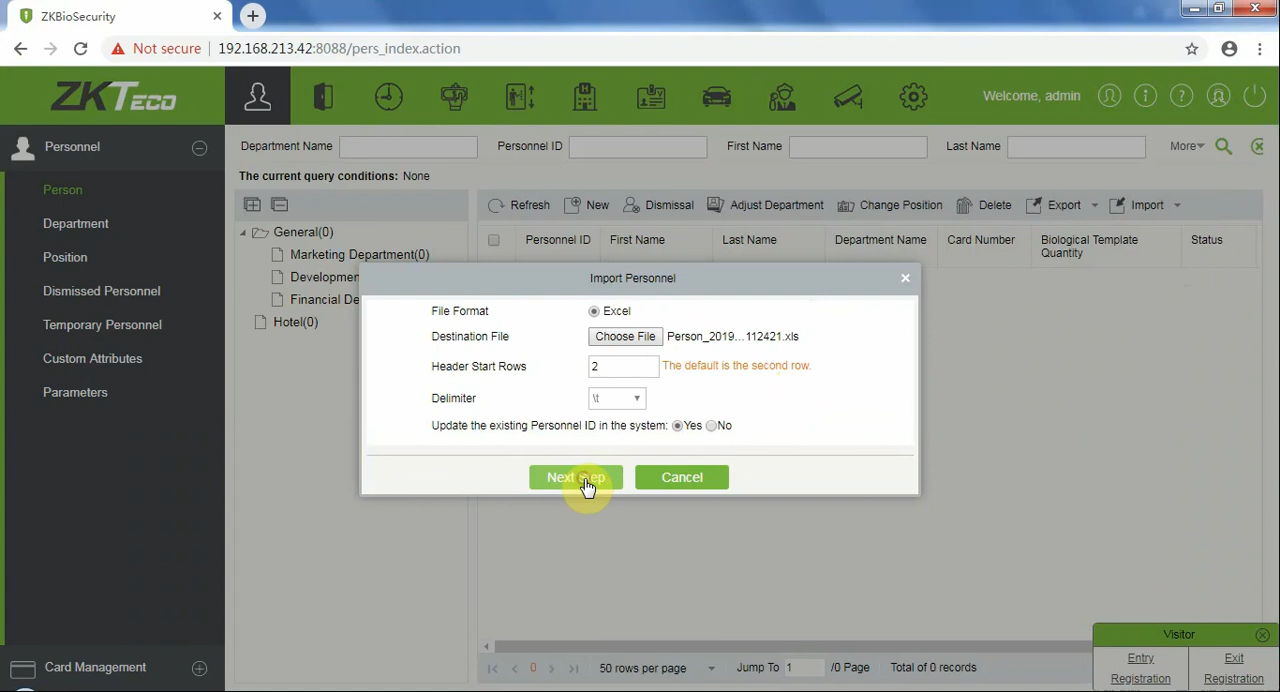 ZKBioSecurity
Not secure 192.168.213.42:8088/pers_index.action
ZKTeco
Welcome, admin
Personnel
Person
Department
Position
Dismissed Personnel
Temporary Personnel
Custom Attributes
Parameters
Card Management
Department Name Personnel ID First Name Last Name More
The current query conditions: None
Refresh New Dismissal Adjust Department Change Position Delete Export Import
General(0)
Marketing Department(0)
Financial De
Hotel(0)
Personnel ID First Name Last Name Department Name Card Number Biological Template Quantity Status
Import Personnel
File Format Excel
Destination File Choose File Person_2019...112421.xls
Header Start Rows 2 The default is the second row.
Delimiter \t
Update the existing Personnel ID in the system: Yes No
Next Step Cancel
0 50 rows per page Jump To 1 /0 Page Total of 0 records
Visitor
Entry Registration
Exit Registration